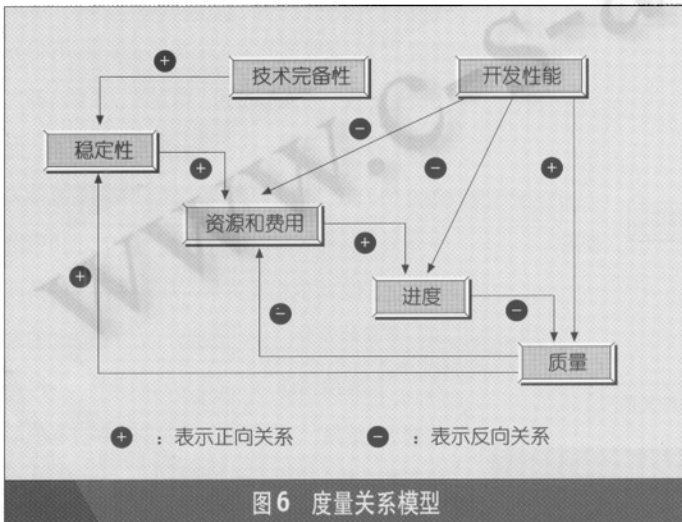 www.c-s-a
+
技术完备性
开发性能
−
稳定性
+
−
+
资源和费用
+
+
进度
−
−
质量
+ ：表示正向关系
− ：表示反向关系
图6 度量关系模型